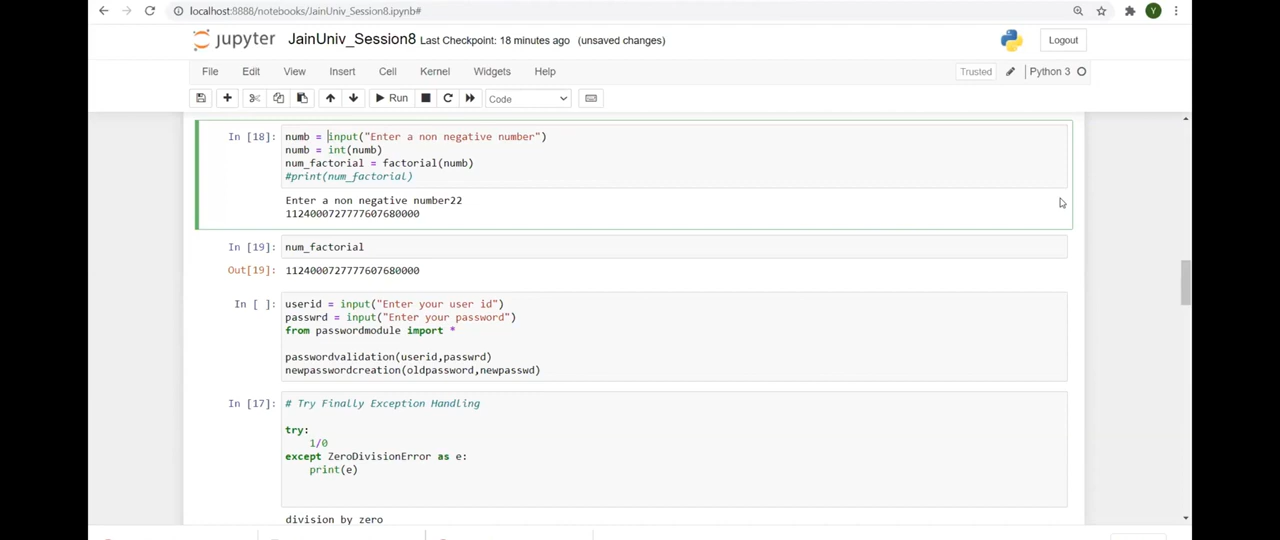 localhost:8888/notebooks/JainUniv_Session8.ipynb#
Y
jupyter JainUniv_Session8 Last Checkpoint: 18 minutes ago (unsaved changes)
Logout
File Edit View Insert Cell Kernel Widgets Help
Trusted Python 3
Run Code
In [18]: numb = input("Enter a non negative number")
numb = int(numb)
num_factorial = factorial(numb)
#print(num_factorial)
Enter a non negative number22
1124000727777607680000
In [19]: num_factorial
Out[19]: 1124000727777607680000
In [ ]: userid = input("Enter your user id")
passwrd = input("Enter your password")
from passwordmodule import *
passwordvalidation(userid,passwrd)
newpasswordcreation(oldpassword,newpasswd)
In [17]: # Try Finally Exception Handling
try:
1/0
except ZeroDivisionError as e:
print(e)
division by zero